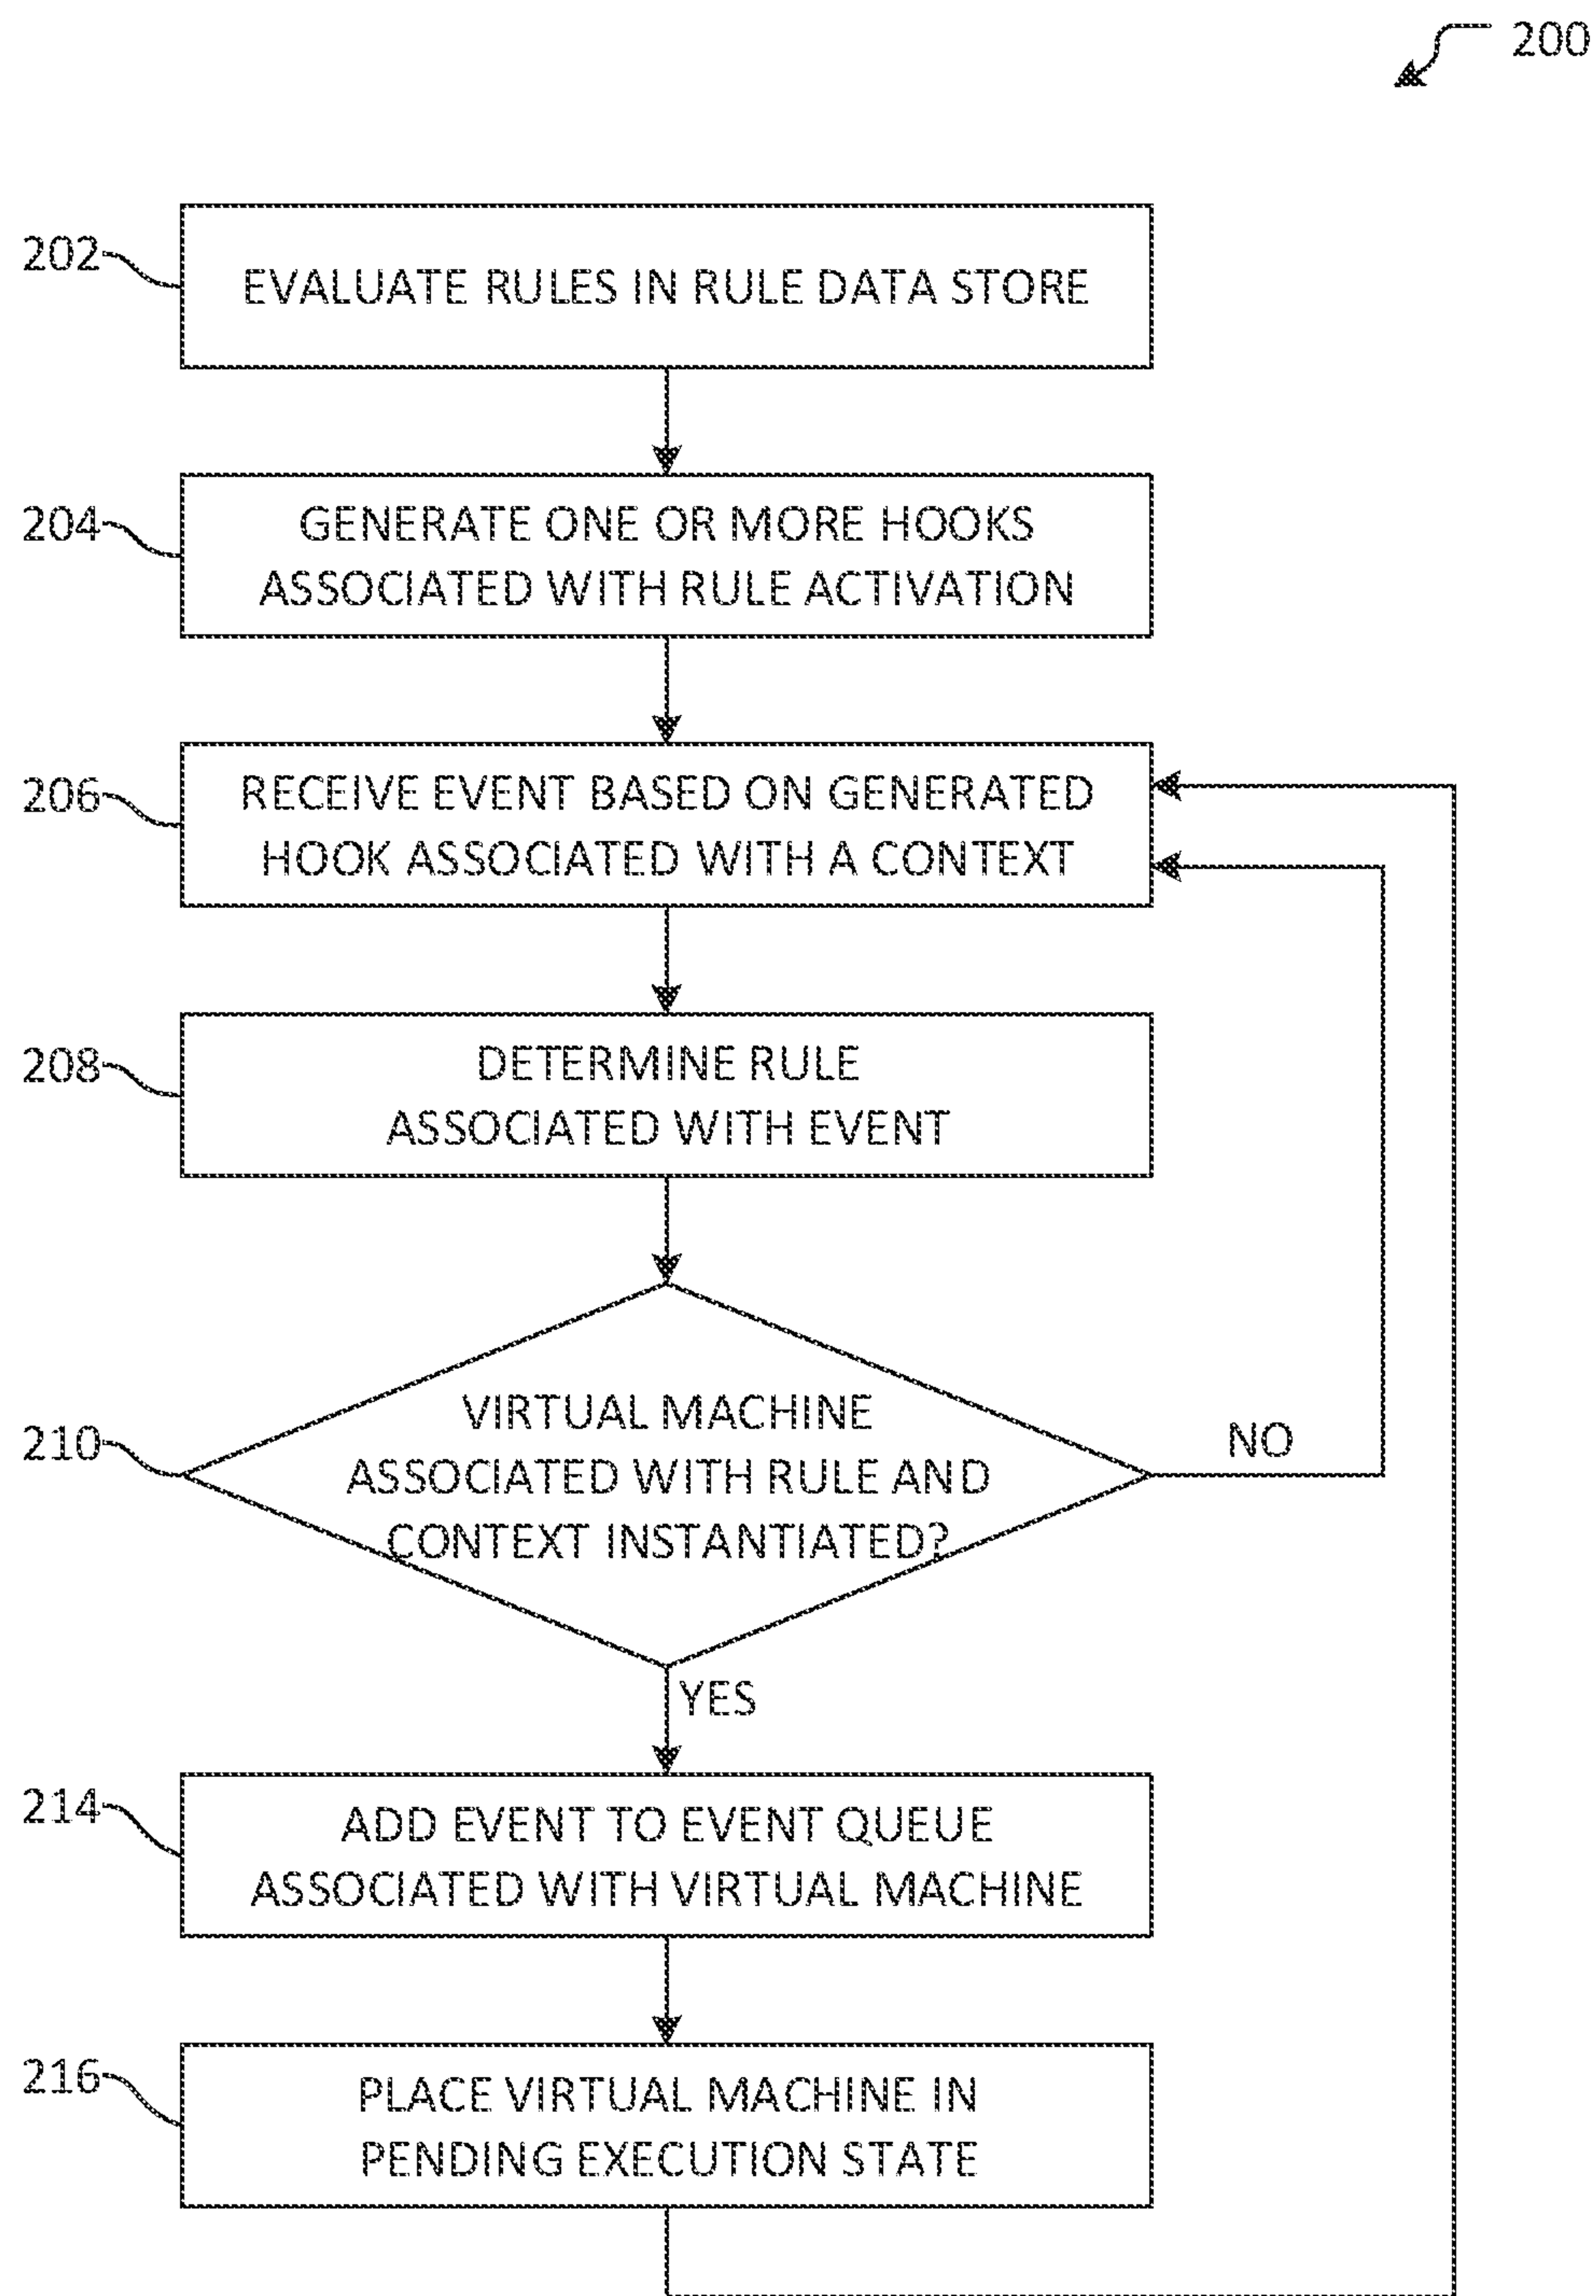 200
202
EVALUATE RULES IN RULE DATA STORE
204
GENERATE ONE OR MORE HOOKS
ASSOCIATED WITH RULE ACTIVATION
206
RECEIVE EVENT BASED ON GENERATED
HOOK ASSOCIATED WITH A CONTEXT
208
DETERMINE RULE
ASSOCIATED WITH EVENT
210
VIRTUAL MACHINE
ASSOCIATED WITH RULE AND
CONTEXT INSTANTIATED?
NO
YES
214
ADD EVENT TO EVENT QUEUE
ASSOCIATED WITH VIRTUAL MACHINE
216
PLACE VIRTUAL MACHINE IN
PENDING EXECUTION STATE